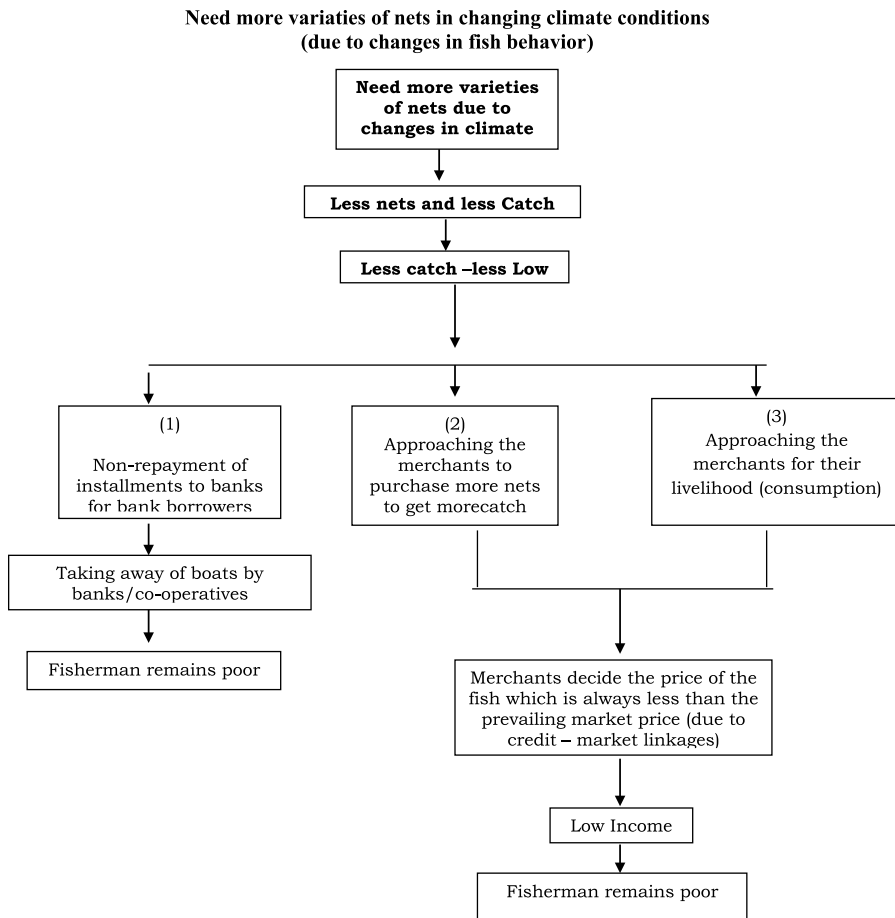 Need more variaties of nets in changing climate conditions
(due to changes in fish behavior)
Need more varieties
of nets due to
changes in climate
Less nets and less Catch
Less catch –less Low
(1)
Non-repayment of
installments to banks
for bank borrowers
Taking away of boats by
banks/co-operatives
Fisherman remains poor
(2)
Approaching the
merchants to
purchase more nets
to get morecatch
(3)
Approaching the
merchants for their
livelihood (consumption)
Merchants decide the price of the
fish which is always less than the
prevailing market price (due to
credit – market linkages)
Low Income
Fisherman remains poor